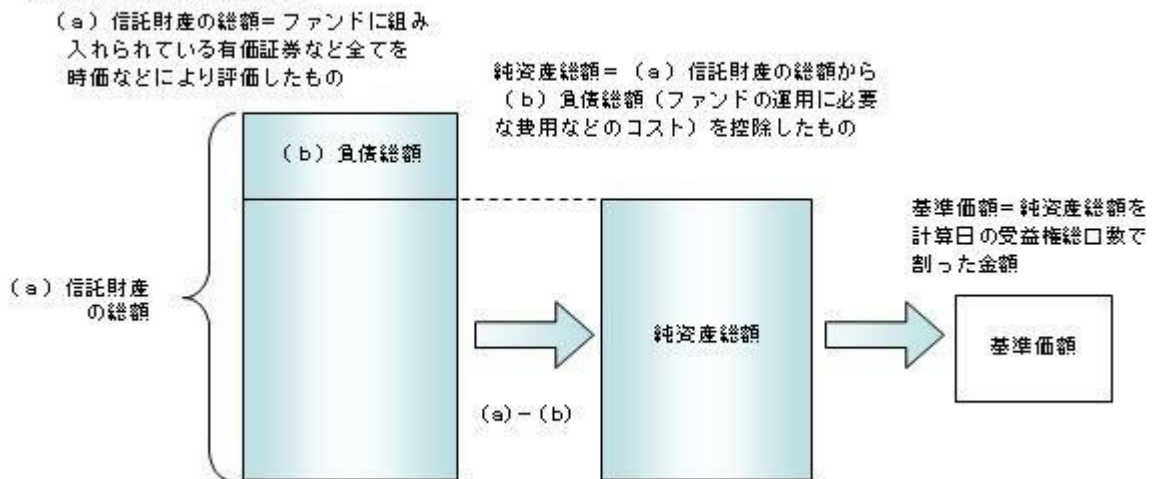 (a)信託財産の総額=ファンドに組み
入れられている有価証券など全てを
時価などにより評価したもの
純資産総額=(a)信託財産の総額から
(b)負債総額(ファンドの運用に必要
な費用などのコスト)を控除したもの
(b)負債総額
基準価額=純資産総額を
計算日の受益権総口数で
割った金額
(a)信託財産
の総額
純資産総額
基準価額
(a)-(b)